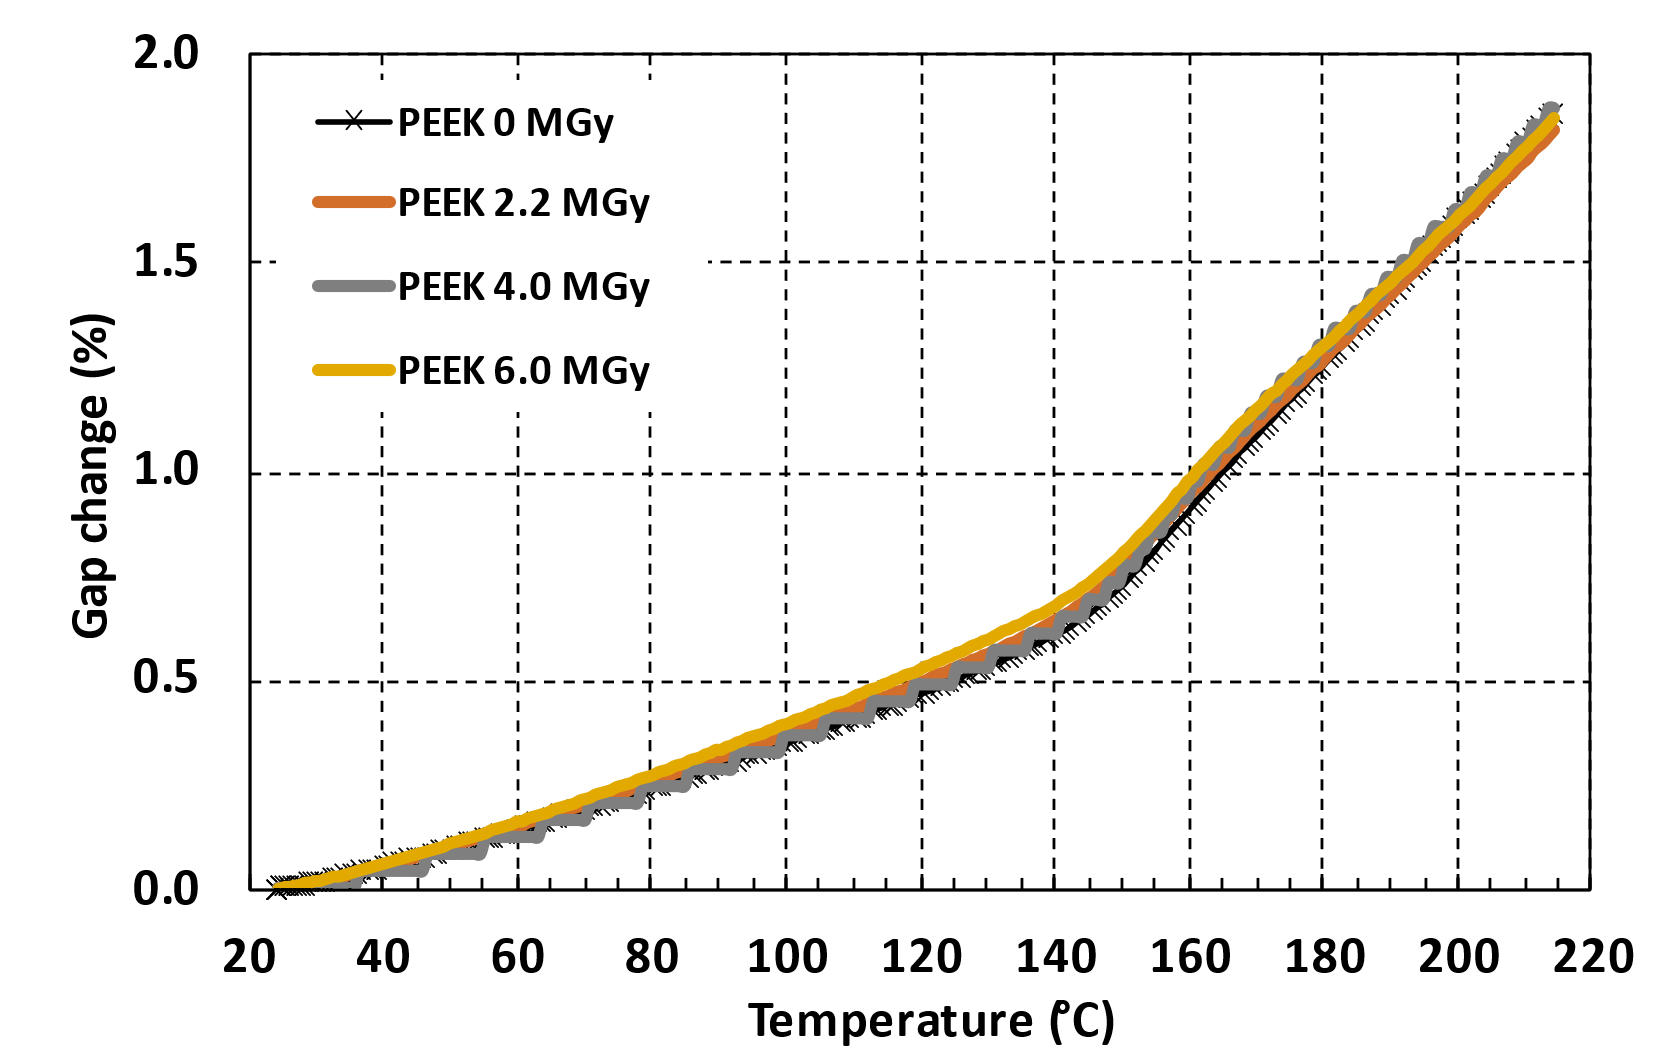 2.0
1.5
1.0
0.5
0.0
Gap change (%)
PEEK 0 MGy
PEEK 2.2 MGy
PEEK 4.0 MGy
PEEK 6.0 MGy
20 40 60 80 100 120 140 160 180 200 220
Temperature (°C)